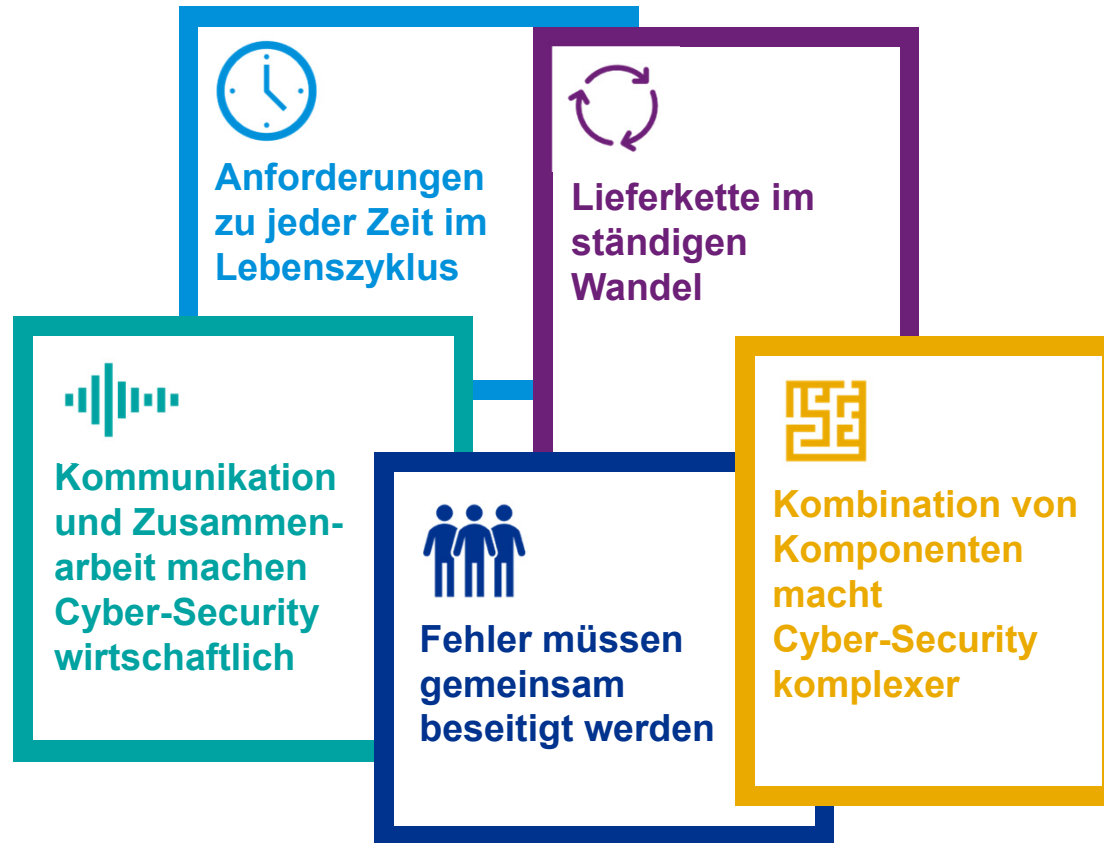 Anforderungen
zu jeder Zeit im
Lebenszyklus
Lieferkette im
ständigen
Wandel
Kommunikation
und Zusammen-
arbeit machen
Cyber-Security
wirtschaftlich
Fehler müssen
gemeinsam
beseitigt werden
Kombination von
Komponenten
macht
Cyber-Security
komplexer